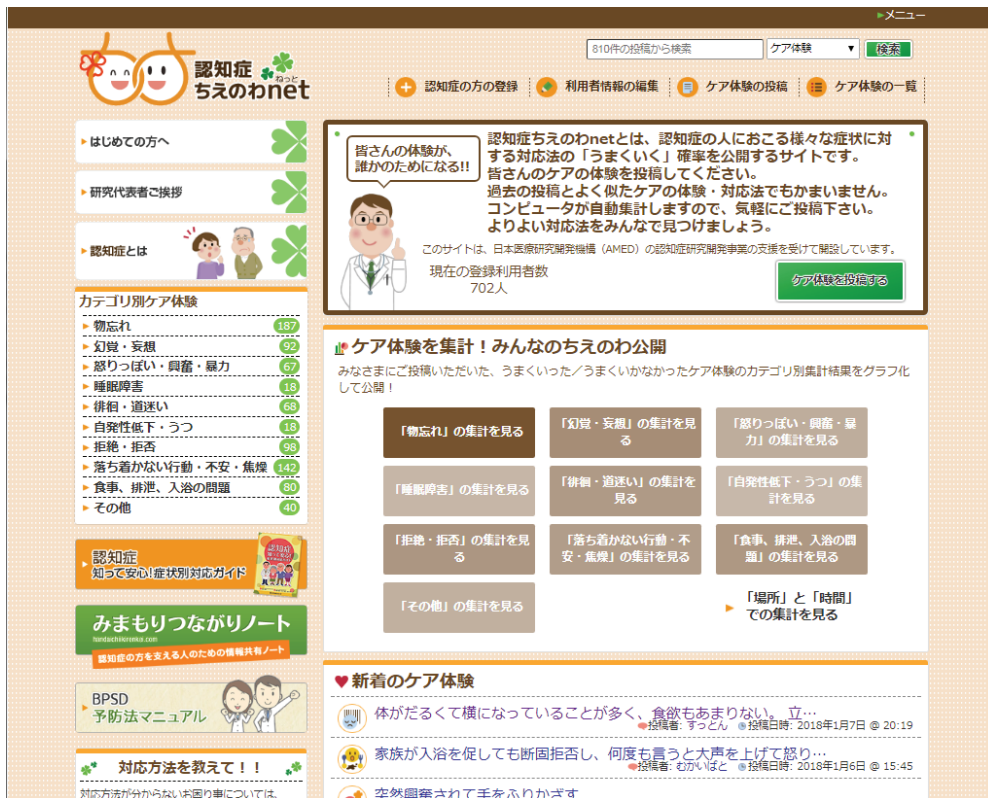 メニュー
認知症
ちえのわnet
ねっと
810件の投稿から検索
ケア体験
検索
認知症の方の登録
利用者情報の編集
ケア体験の投稿
ケア体験の一覧
はじめての方へ
研究代表者ご挨拶
認知症とは
カテゴリ別ケア体験
物忘れ 187
幻覚・妄想 92
怒りっぽい・興奮・暴力 67
睡眠障害 18
徘徊・道迷い 68
自発性低下・うつ 18
拒絶・拒否 98
落ち着かない行動・不安・焦燥 142
食事、排泄、入浴の問題 80
その他 40
認知症
知って安心!症状別対応ガイド
みまもりつながりノート
handaichiikirenkei.com
認知症の方を支える人のための情報共有ノート
BPSD
予防法マニュアル
対応方法を教えて！！
対応方法が分からないお困り事については、
皆さんの体験が、
誰かのためになる!!
認知症ちえのわnetとは、認知症の人におこる様々な症状に対
する対応法の「うまくいく」確率を公開するサイトです。
皆さんのケアの体験を投稿してください。
過去の投稿とよく似たケアの体験・対応法でもかまいません。
コンピュータが自動集計しますので、気軽にご投稿下さい。
よりよい対応法をみんなで見つけましょう。
このサイトは、日本医療研究開発機構（AMED）の認知症研究開発事業の支援を受けて開設しています。
現在の登録利用者数
702人
ケア体験を投稿する
ケア体験を集計！みんなのちえのわ公開
みなさまにご投稿いただいた、うまくいった／うまくいかなかったケア体験のカテゴリ別集計結果をグラフ化
して公開！
「物忘れ」の集計を見る
「幻覚・妄想」の集計を見
る
「怒りっぽい・興奮・暴
力」の集計を見る
「睡眠障害」の集計を見る
「徘徊・道迷い」の集計を
見る
「自発性低下・うつ」の集
計を見る
「拒絶・拒否」の集計を見
る
「落ち着かない行動・不
安・焦燥」の集計を見る
「食事、排泄、入浴の問
題」の集計を見る
「その他」の集計を見る
「場所」と「時間」
での集計を見る
新着のケア体験
体がだるくて横になっていることが多く、食欲もあまりない。 立…
投稿者: すっとん 投稿日時: 2018年1月7日 @ 20:19
家族が入浴を促しても断固拒否し、何度も言うと大声を上げて怒り…
投稿者: むかいばと 投稿日時: 2018年1月6日 @ 15:45
突然興奮されて手をふりかざす